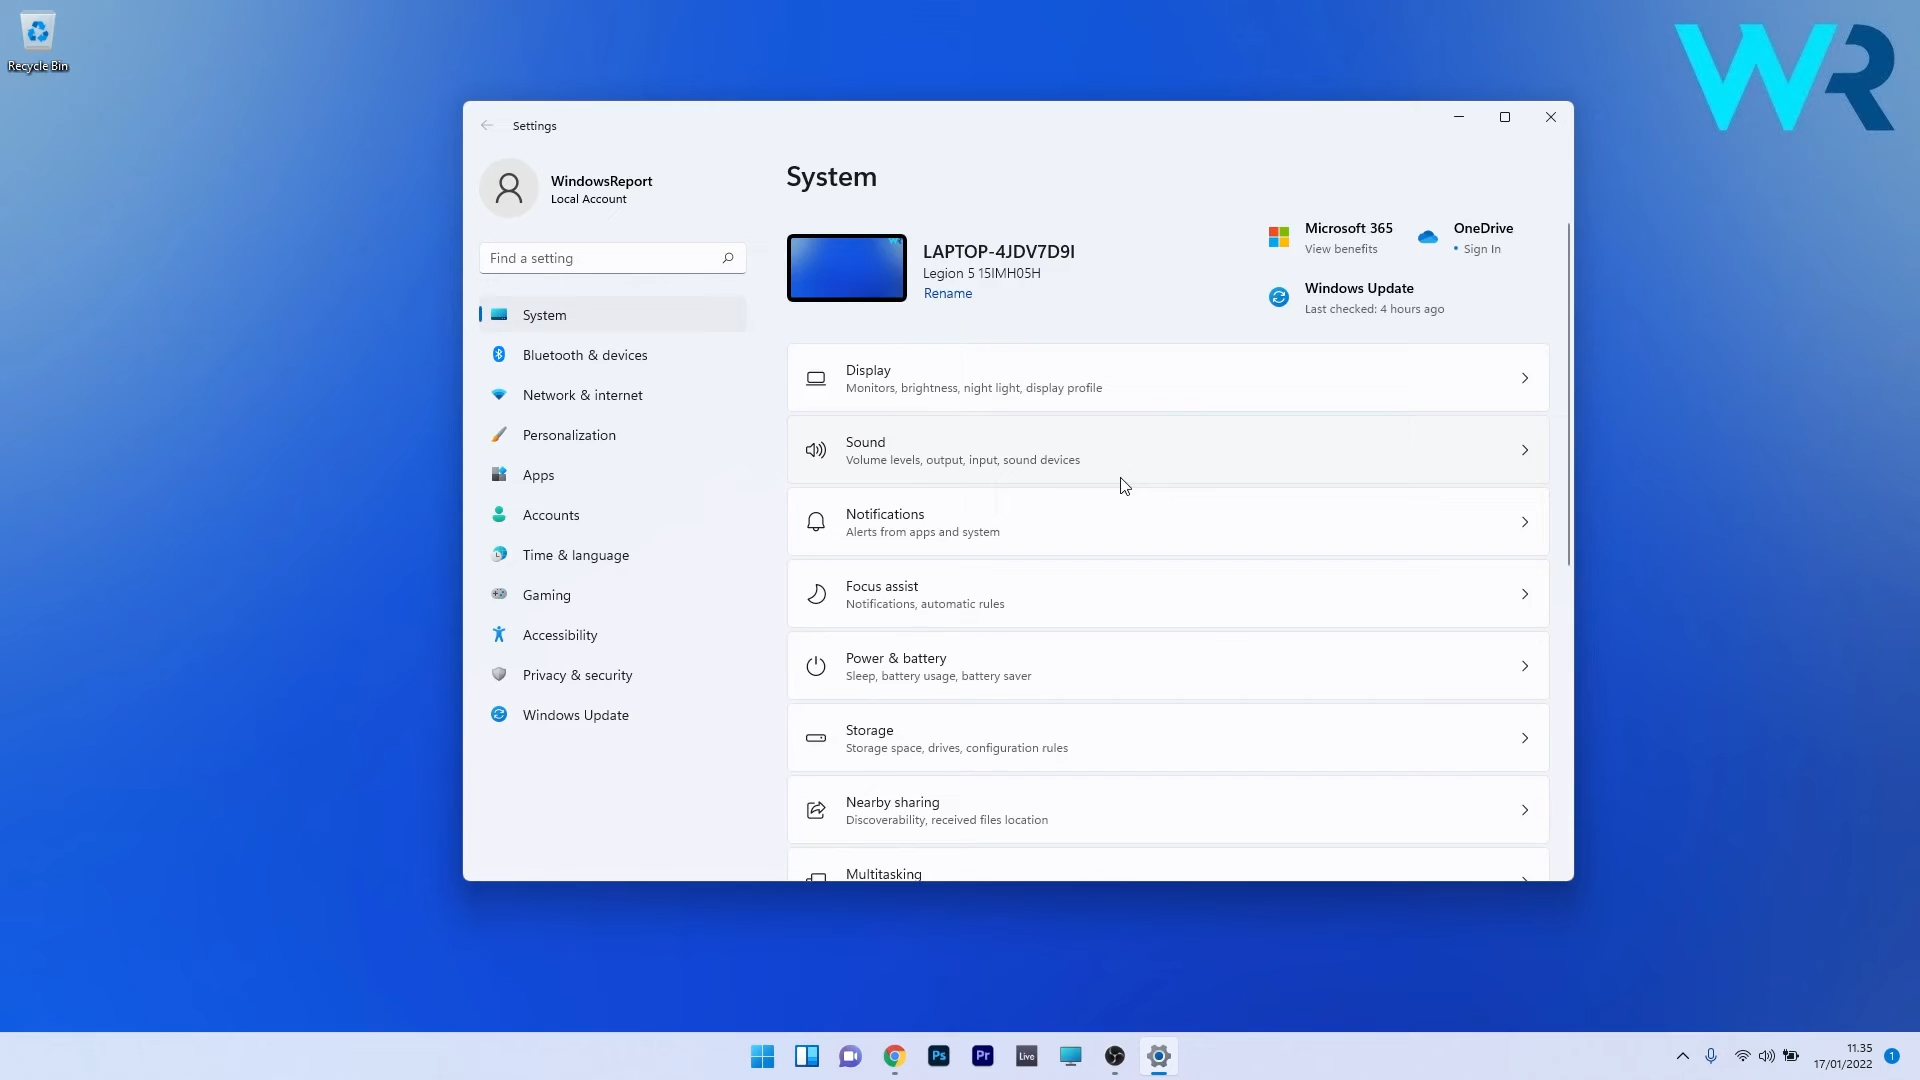 Recycle Bin
WR
Settings
WindowsReport
Local Account
Find a setting
System
Bluetooth & devices
Network & internet
Personalization
Apps
Accounts
Time & language
Gaming
Accessibility
Privacy & security
Windows Update
System
LAPTOP-4JDV7D9I
Legion 5 15IMH05H
Rename
Microsoft 365
View benefits
OneDrive
• Sign In
Windows Update
Last checked: 4 hours ago
Display
Monitors, brightness, night light, display profile
Sound
Volume levels, output, input, sound devices
Notifications
Alerts from apps and system
Focus assist
Notifications, automatic rules
Power & battery
Sleep, battery usage, battery saver
Storage
Storage space, drives, configuration rules
Nearby sharing
Discoverability, received files location
Multitasking
Ps
Pr
Live
11.35
17/01/2022
1